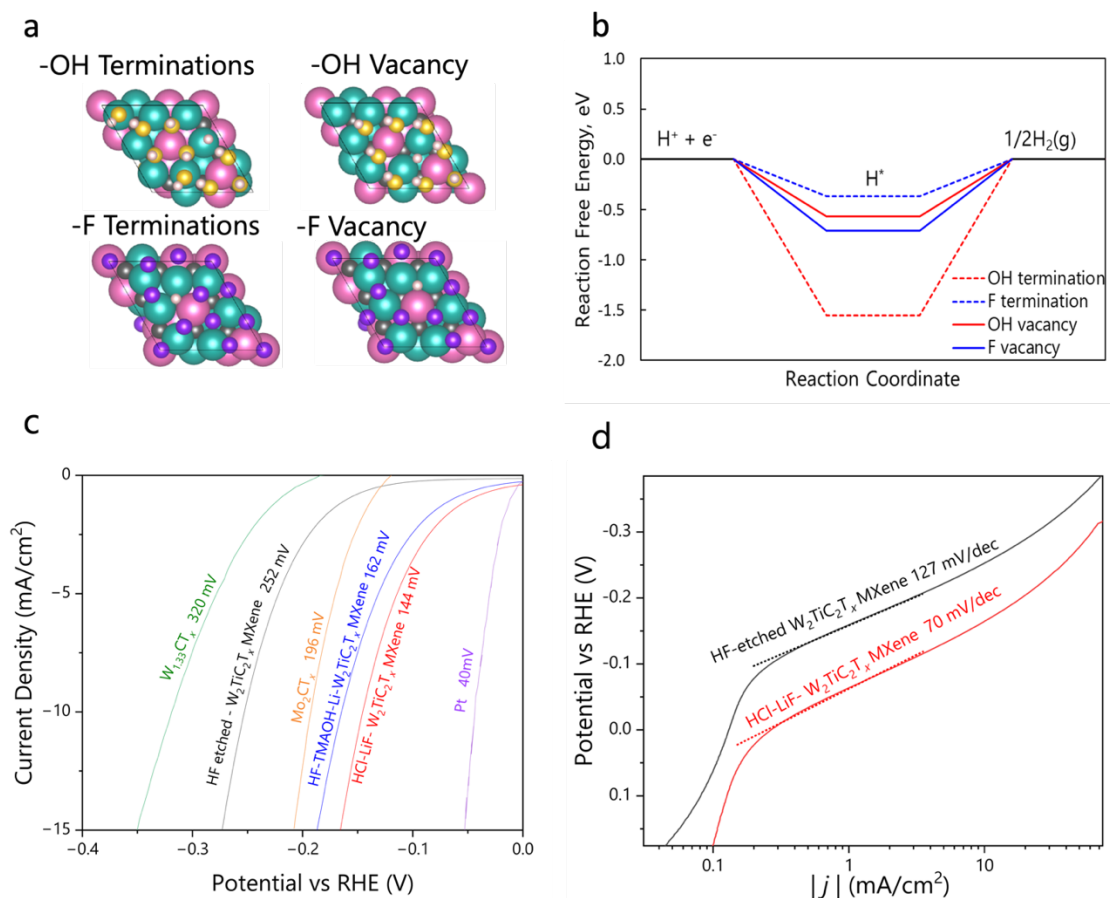 a
-OH Terminations
-OH Vacancy
-F Terminations
-F Vacancy
b
Reaction Free Energy, eV
1.0
0.5
0.0
-0.5
-1.0
-1.5
-2.0
H⁺ + e⁻
H*
1/2H₂(g)
OH termination
F termination
OH vacancy
F vacancy
Reaction Coordinate
c
Current Density (mA/cm²)
0
−5
−10
−15
W₁.₃₃CTₓ 320 mV
HF etched - W₂TiC₂Tₓ MXene 252 mV
Mo₂CTₓ 196 mV
HF-TMAOH-Li-W₂TiC₂Tₓ MXene 162 mV
HCl-LiF- W₂TiC₂Tₓ MXene 144 mV
Pt 40mV
−0.4
−0.3
−0.2
−0.1
0.0
Potential vs RHE (V)
d
Potential vs RHE (V)
-0.3
-0.2
-0.1
0.0
0.1
HF-etched W₂TiC₂Tₓ MXene 127 mV/dec
HCl-LiF- W₂TiC₂Tₓ MXene 70 mV/dec
0.1
1
10
|j| (mA/cm²)